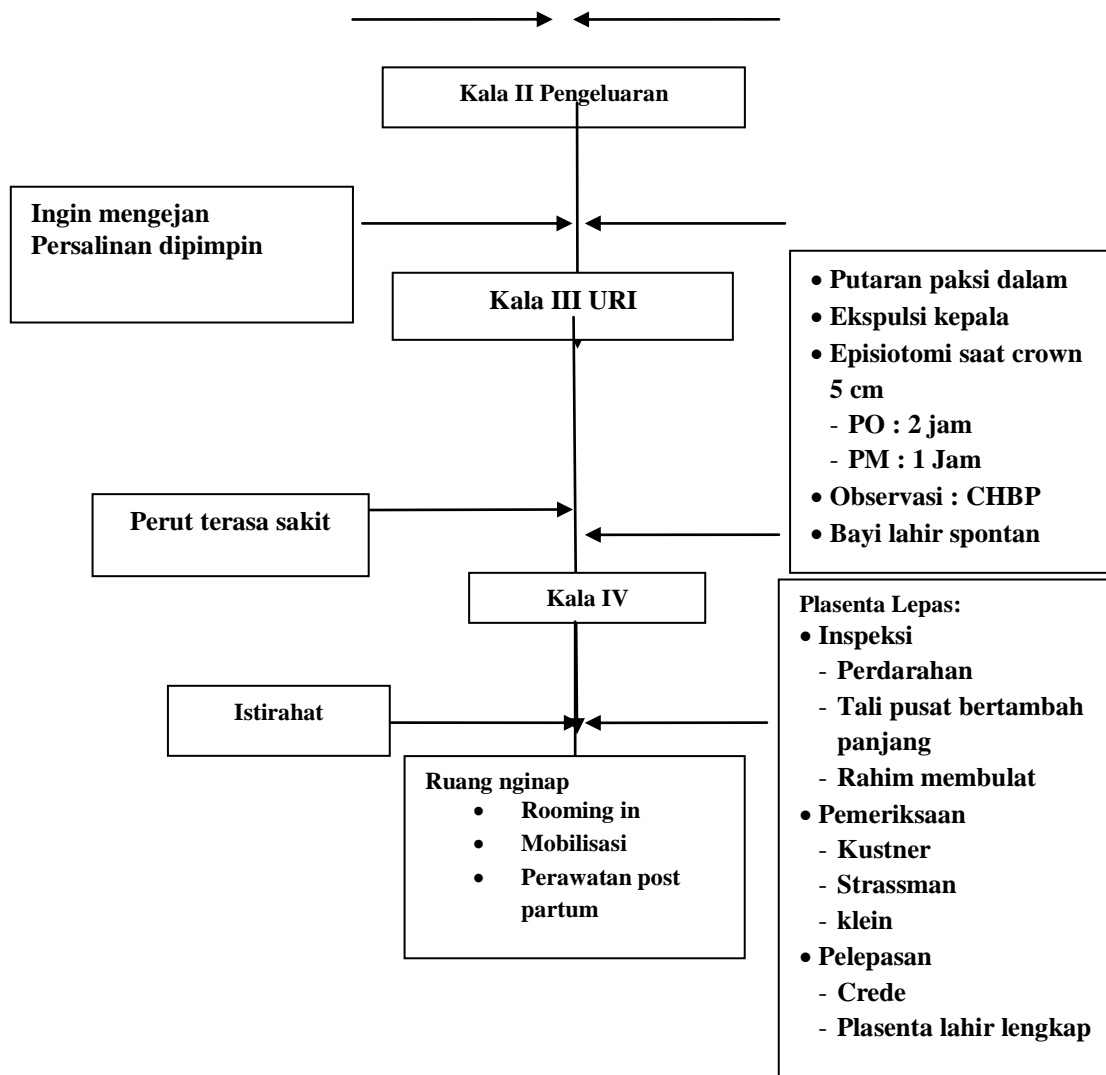 Kala II Pengeluaran
Ingin mengejan
Persalinan dipimpin
Kala III URI
• Putaran paksi dalam
• Ekspulsi kepala
• Episiotomi saat crown
5 cm
- PO : 2 jam
- PM : 1 Jam
• Observasi : CHBP
• Bayi lahir spontan
Perut terasa sakit
Kala IV
Plasenta Lepas:
• Inspeksi
- Perdarahan
- Tali pusat bertambah
panjang
- Rahim membulat
• Pemeriksaan
- Kustner
- Strassman
- klein
• Pelepasan
- Crede
- Plasenta lahir lengkap
Istirahat
Ruang nginap
• Rooming in
• Mobilisasi
• Perawatan post
partum